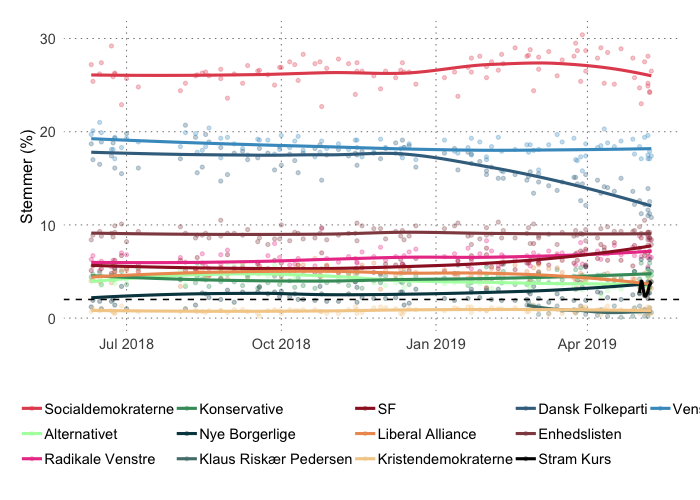 30
20
10
0
Stemmer (%)
Jul 2018 Oct 2018 Jan 2019 Apr 2019
Socialdemokraterne Konservative SF Dansk Folkeparti Vens
Alternativet Nye Borgerlige Liberal Alliance Enhedslisten
Radikale Venstre Klaus Riskær Pedersen Kristendemokraterne Stram Kurs